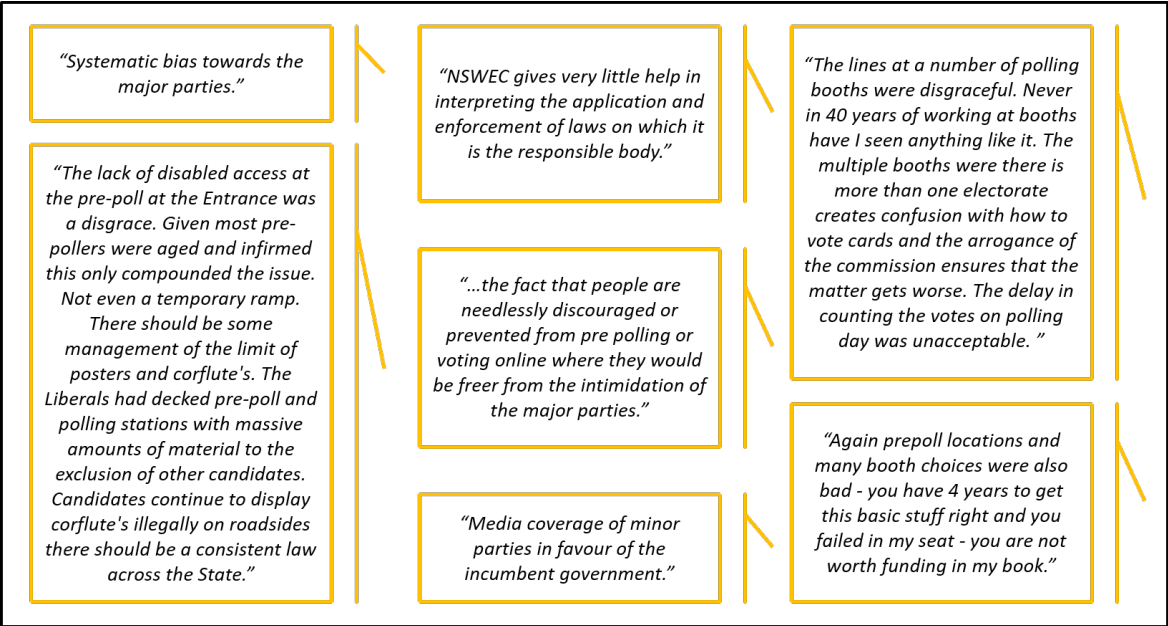 “Systematic bias towards the
major parties.”
“The lack of disabled access at
the pre-poll at the Entrance was
a disgrace. Given most pre-
pollers were aged and infirmed
this only compounded the issue.
Not even a temporary ramp.
There should be some
management of the limit of
posters and corflute's. The
Liberals had decked pre-poll and
polling stations with massive
amounts of material to the
exclusion of other candidates.
Candidates continue to display
corflute's illegally on roadsides
there should be a consistent law
across the State.”
“NSWEC gives very little help in
interpreting the application and
enforcement of laws on which it
is the responsible body.”
“...the fact that people are
needlessly discouraged or
prevented from pre polling or
voting online where they would
be freer from the intimidation of
the major parties.”
“Media coverage of minor
parties in favour of the
incumbent government.”
“The lines at a number of polling
booths were disgraceful. Never
in 40 years of working at booths
have I seen anything like it. The
multiple booths were there is
more than one electorate
creates confusion with how to
vote cards and the arrogance of
the commission ensures that the
matter gets worse. The delay in
counting the votes on polling
day was unacceptable. ”
“Again prepoll locations and
many booth choices were also
bad - you have 4 years to get
this basic stuff right and you
failed in my seat - you are not
worth funding in my book.”